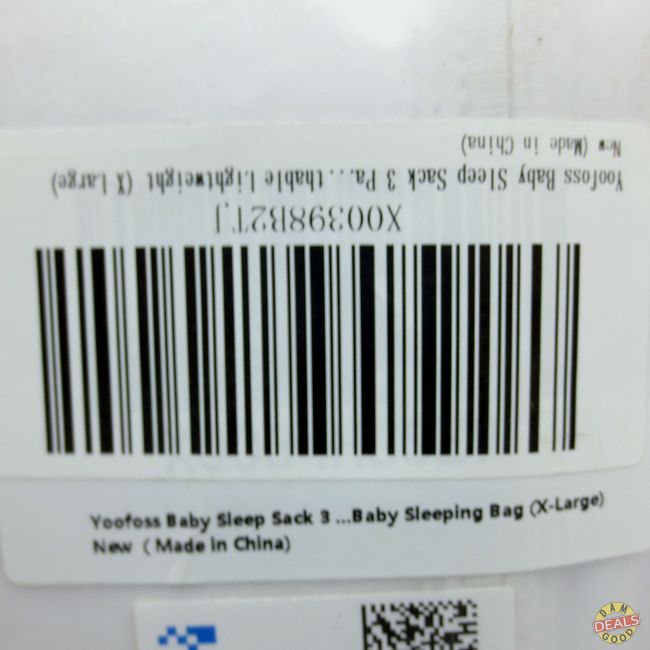 Yoofoss Baby Sleep Sack 3 Pa...thable Lightweight (X Large)
New (Made in China)
X00398B2TJ
Yoofoss Baby Sleep Sack 3 ...Baby Sleeping Bag (X-Large)
New ( Made in China)
DAM
DEALS
GOOD